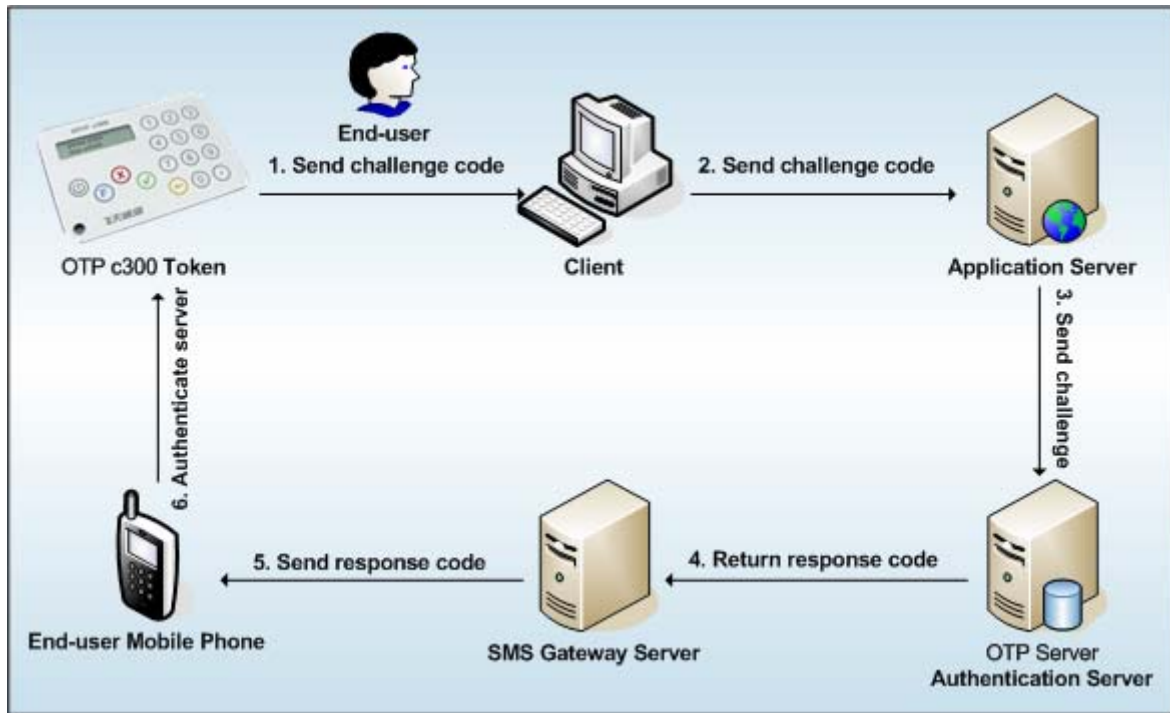 End-user
1. Send challenge code
2. Send challenge code
OTP c300 Token
Client
Application Server
3. Send challenge
6. Authenticate server
5. Send response code
4. Return response code
End-user Mobile Phone
SMS Gateway Server
OTP Server
Authentication Server